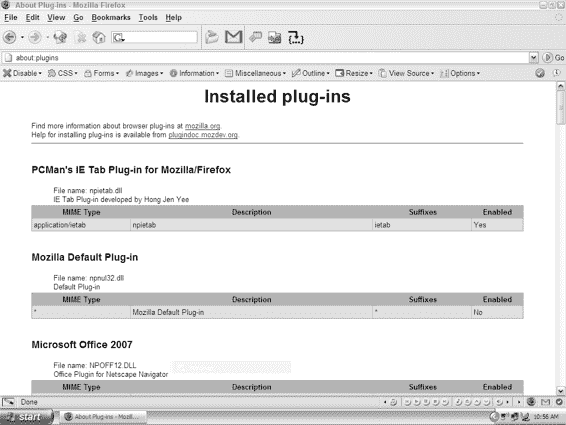 About Plug-ins - Mozilla Firefox
File Edit View Go Bookmarks Tools Help
G
about:plugins
Go
Disable CSS Forms Images Information Miscellaneous Outline Resize View Source Options
Installed plug-ins
Find more information about browser plug-ins at mozilla.org.
Help for installing plug-ins is available from plugindoc.mozdev.org.
PCMan's IE Tab Plug-in for Mozilla/Firefox
File name: npietab.dll
IE Tab Plug-in developed by Hong Jen Yee
MIME Type Description Suffixes Enabled
application/ietab npietab ietab Yes
Mozilla Default Plug-in
File name: npnul32.dll
Default Plug-in
MIME Type Description Suffixes Enabled
* Mozilla Default Plug-in * No
Microsoft Office 2007
File name: NPOFF12.DLL
Office Plugin for Netscape Navigator
MIME Type Description Suffixes Enabled
Done
start About Plug-ins - Mozil... 10:56 AM